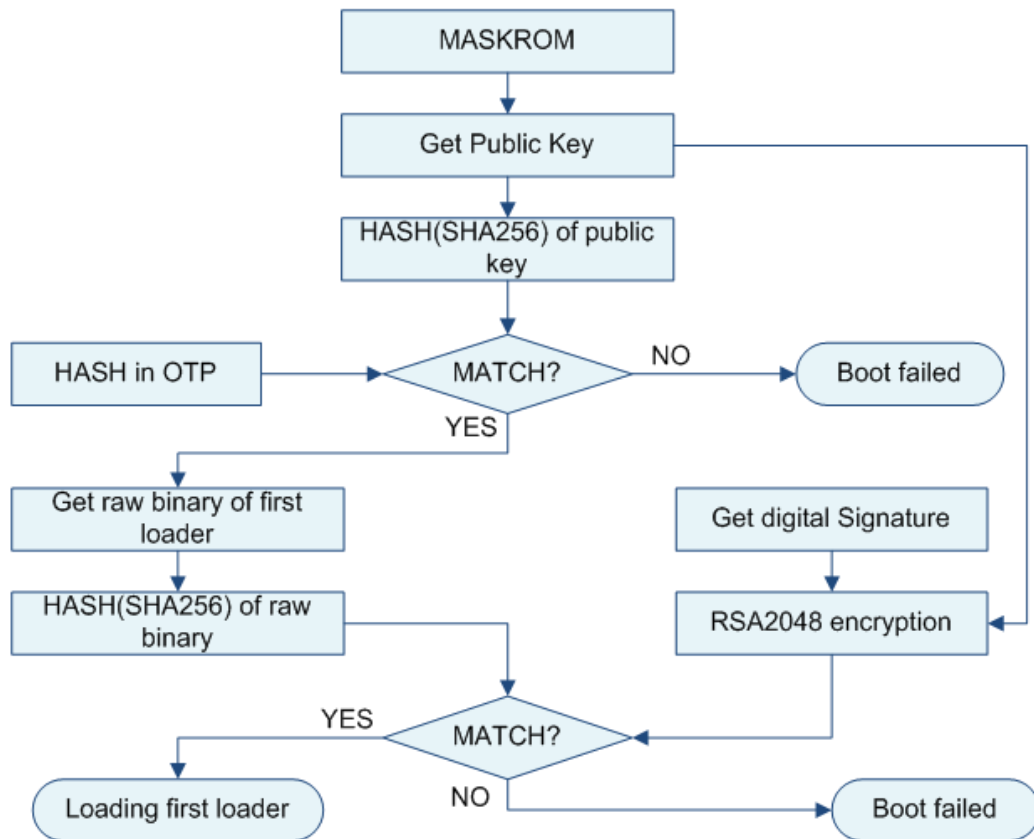 MASKROM
Get Public Key
HASH(SHA256) of public
key
HASH in OTP
MATCH?
NO
Boot failed
YES
Get raw binary of first
loader
Get digital Signature
HASH(SHA256) of raw
binary
RSA2048 encryption
YES
MATCH?
NO
Loading first loader
Boot failed